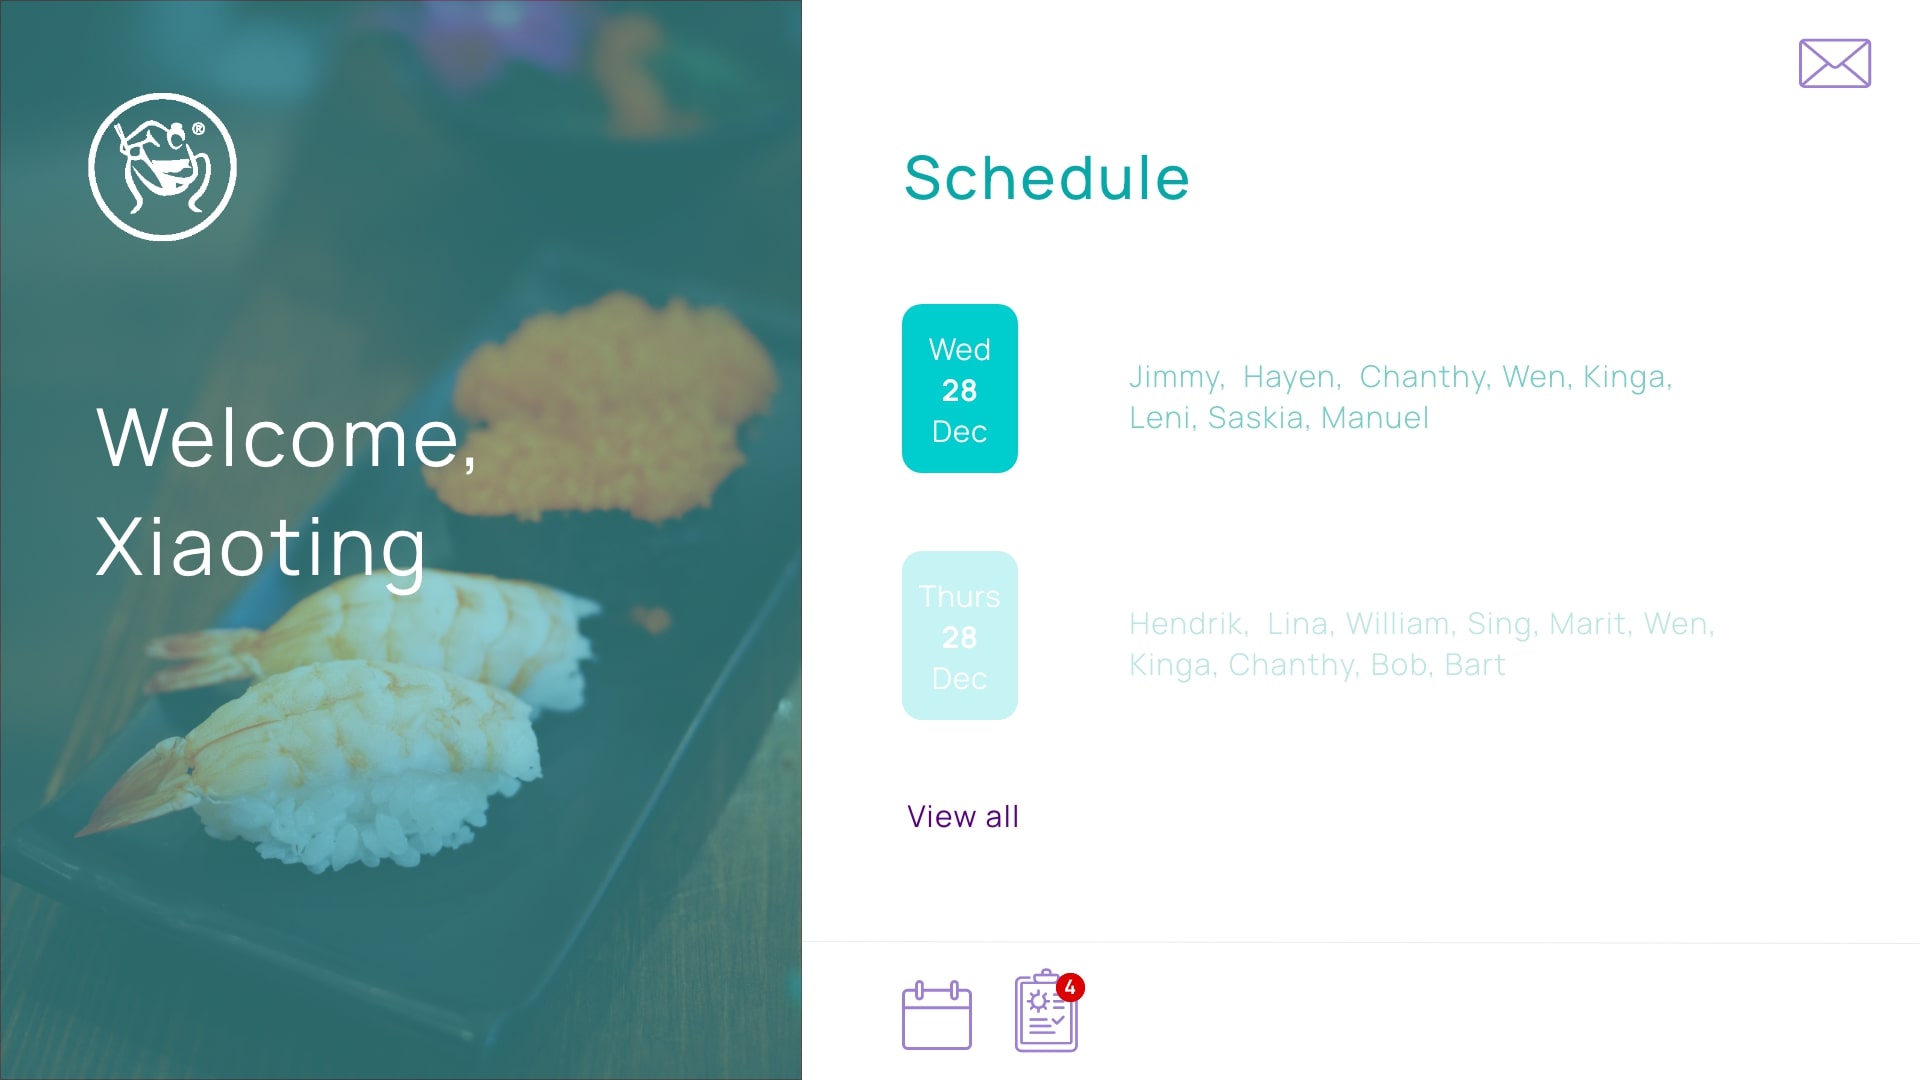 ®
Welcome,
Xiaoting
Schedule
Wed
28
Dec
Jimmy, Hayen, Chanthy, Wen, Kinga,
Leni, Saskia, Manuel
Thurs
28
Dec
Hendrik, Lina, William, Sing, Marit, Wen,
Kinga, Chanthy, Bob, Bart
View all
4